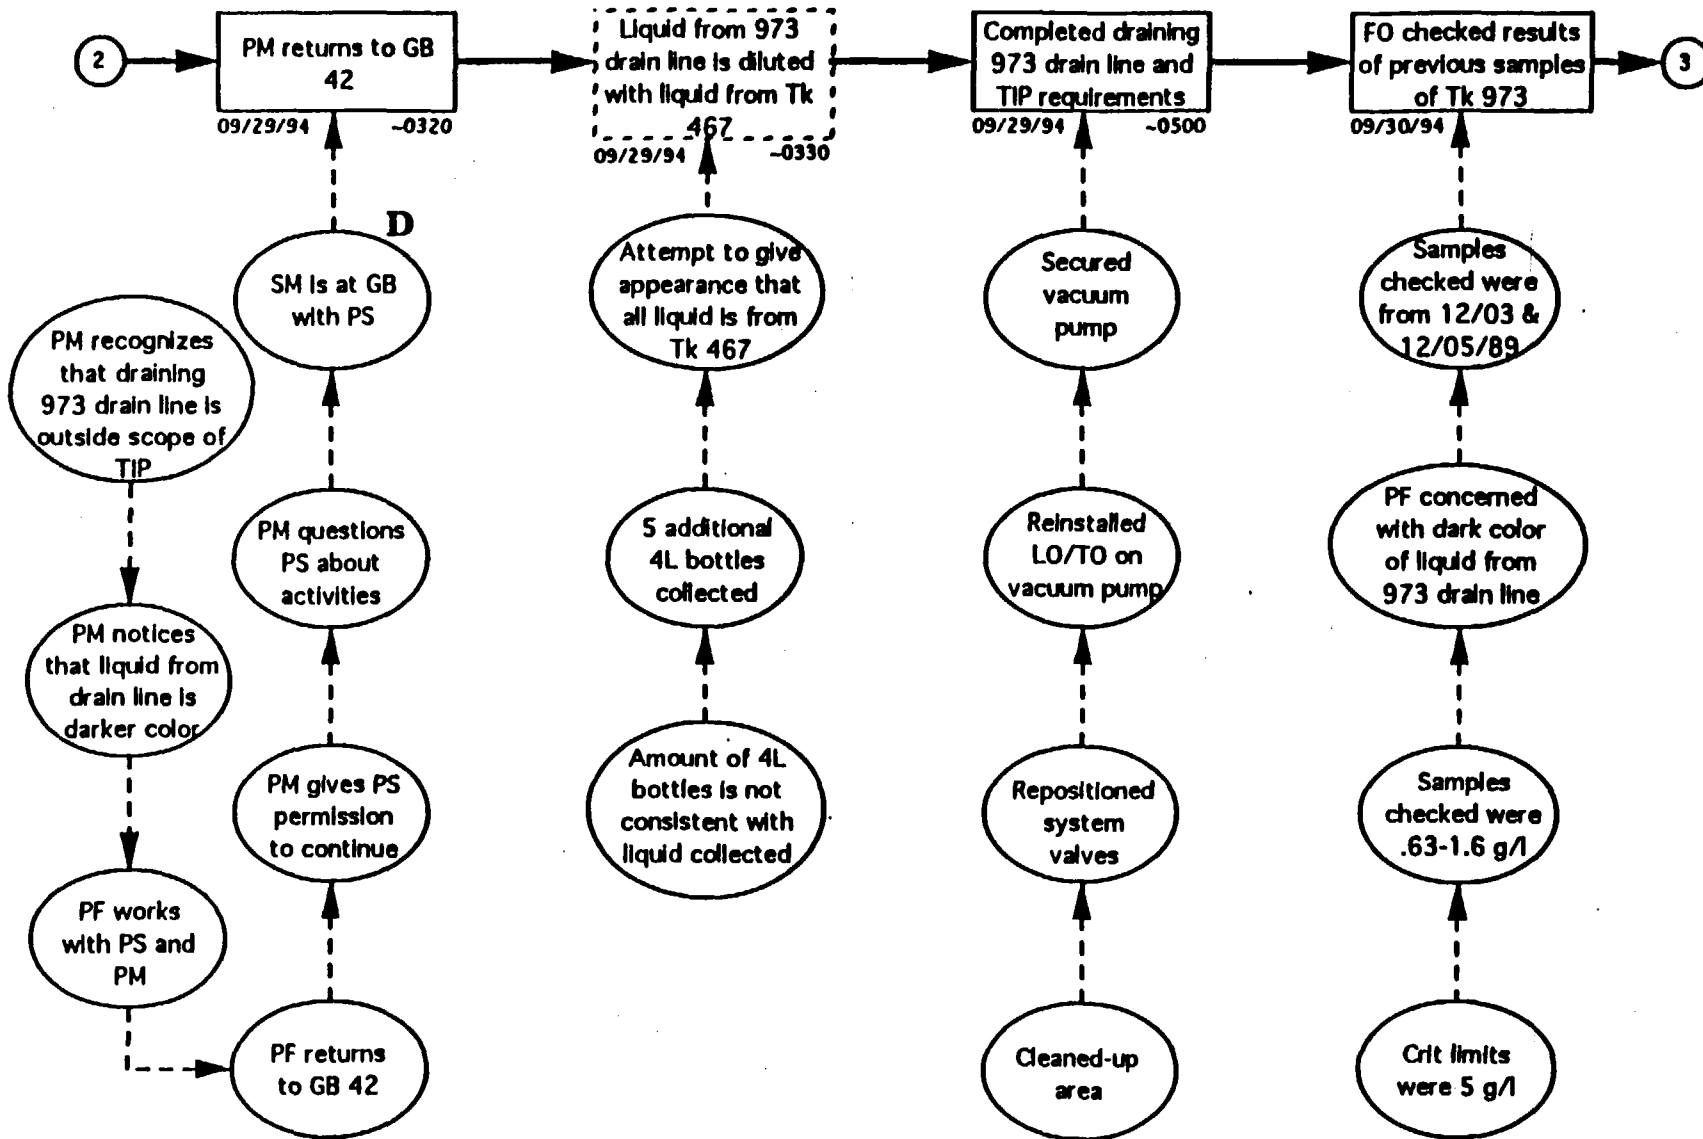 2
PM returns to GB
42
09/29/94 ~0320
Liquid from 973
drain line is diluted
with liquid from Tk
467
09/29/94 ~0330
Completed draining
973 drain line and
TIP requirements
09/29/94 ~0500
FO checked results
of previous samples
of Tk 973
09/30/94
3
PM recognizes
that draining
973 drain line is
outside scope of
TIP
PM notices
that liquid from
drain line is
darker color
PF works
with PS and
PM
D
SM is at GB
with PS
PM questions
PS about
activities
PM gives PS
permission
to continue
PF returns
to GB 42
Attempt to give
appearance that
all liquid is from
Tk 467
5 additional
4L bottles
collected
Amount of 4L
bottles is not
consistent with
liquid collected
Secured
vacuum
pump
Reinstalled
LO/TO on
vacuum pump
Repositioned
system
valves
Cleaned-up
area
Samples
checked were
from 12/03 &
12/05/89
PF concerned
with dark color
of liquid from
973 drain line
Samples
checked were
.63-1.6 g/l
Crit limits
were 5 g/l